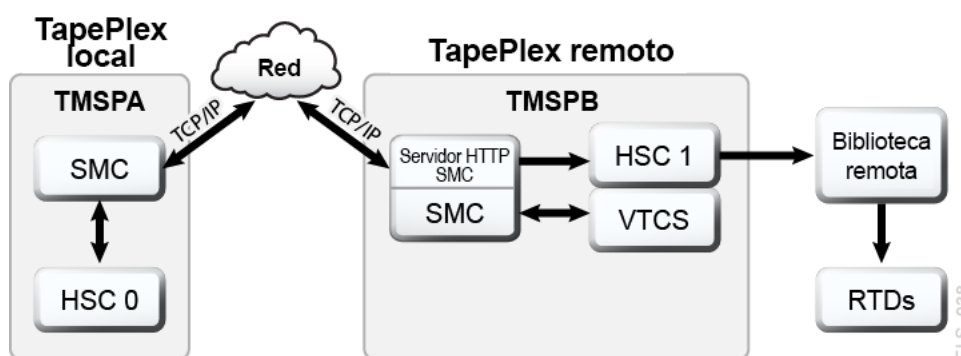 TapePlex
local
TMSPA
SMC
HSC 0
TCP/IP
Red
TCP/IP
TapePlex remoto
TMSPB
Servidor HTTP
SMC
SMC
HSC 1
VTCS
Biblioteca
remota
RTDs